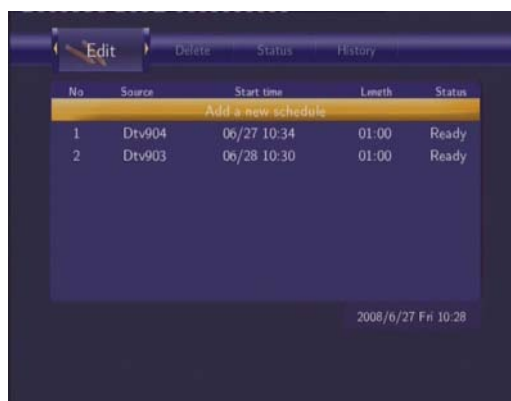 Edit Delete Status History
No Source Start time Length Status
Add a new schedule
1 Dtv904 06/27 10:34 01:00 Ready
2 Dtv903 06/28 10:30 01:00 Ready
2008/6/27 Fri 10:28